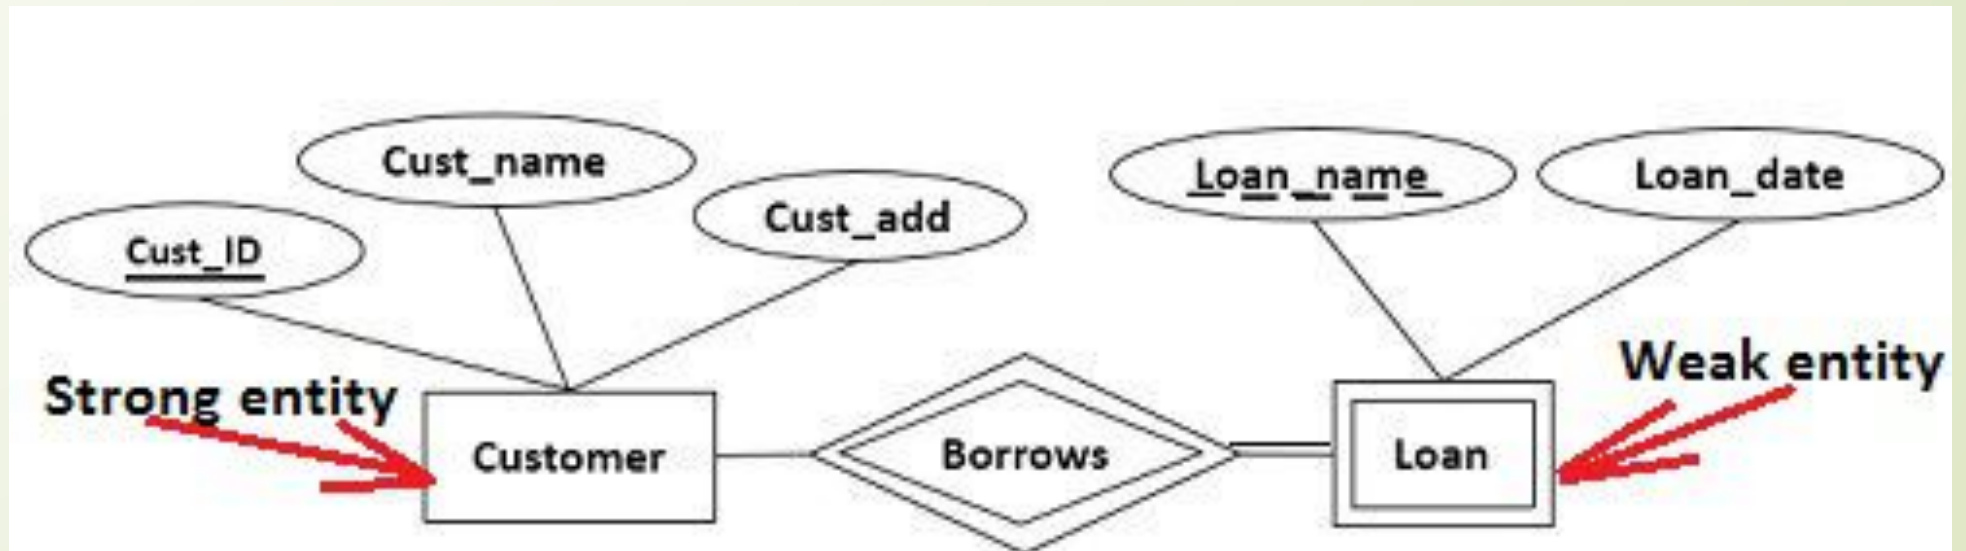 Cust_name
Loan_name
Loan_date
Cust_add
Cust_ID
Weak entity
Strong entity
Customer
Borrows
Loan